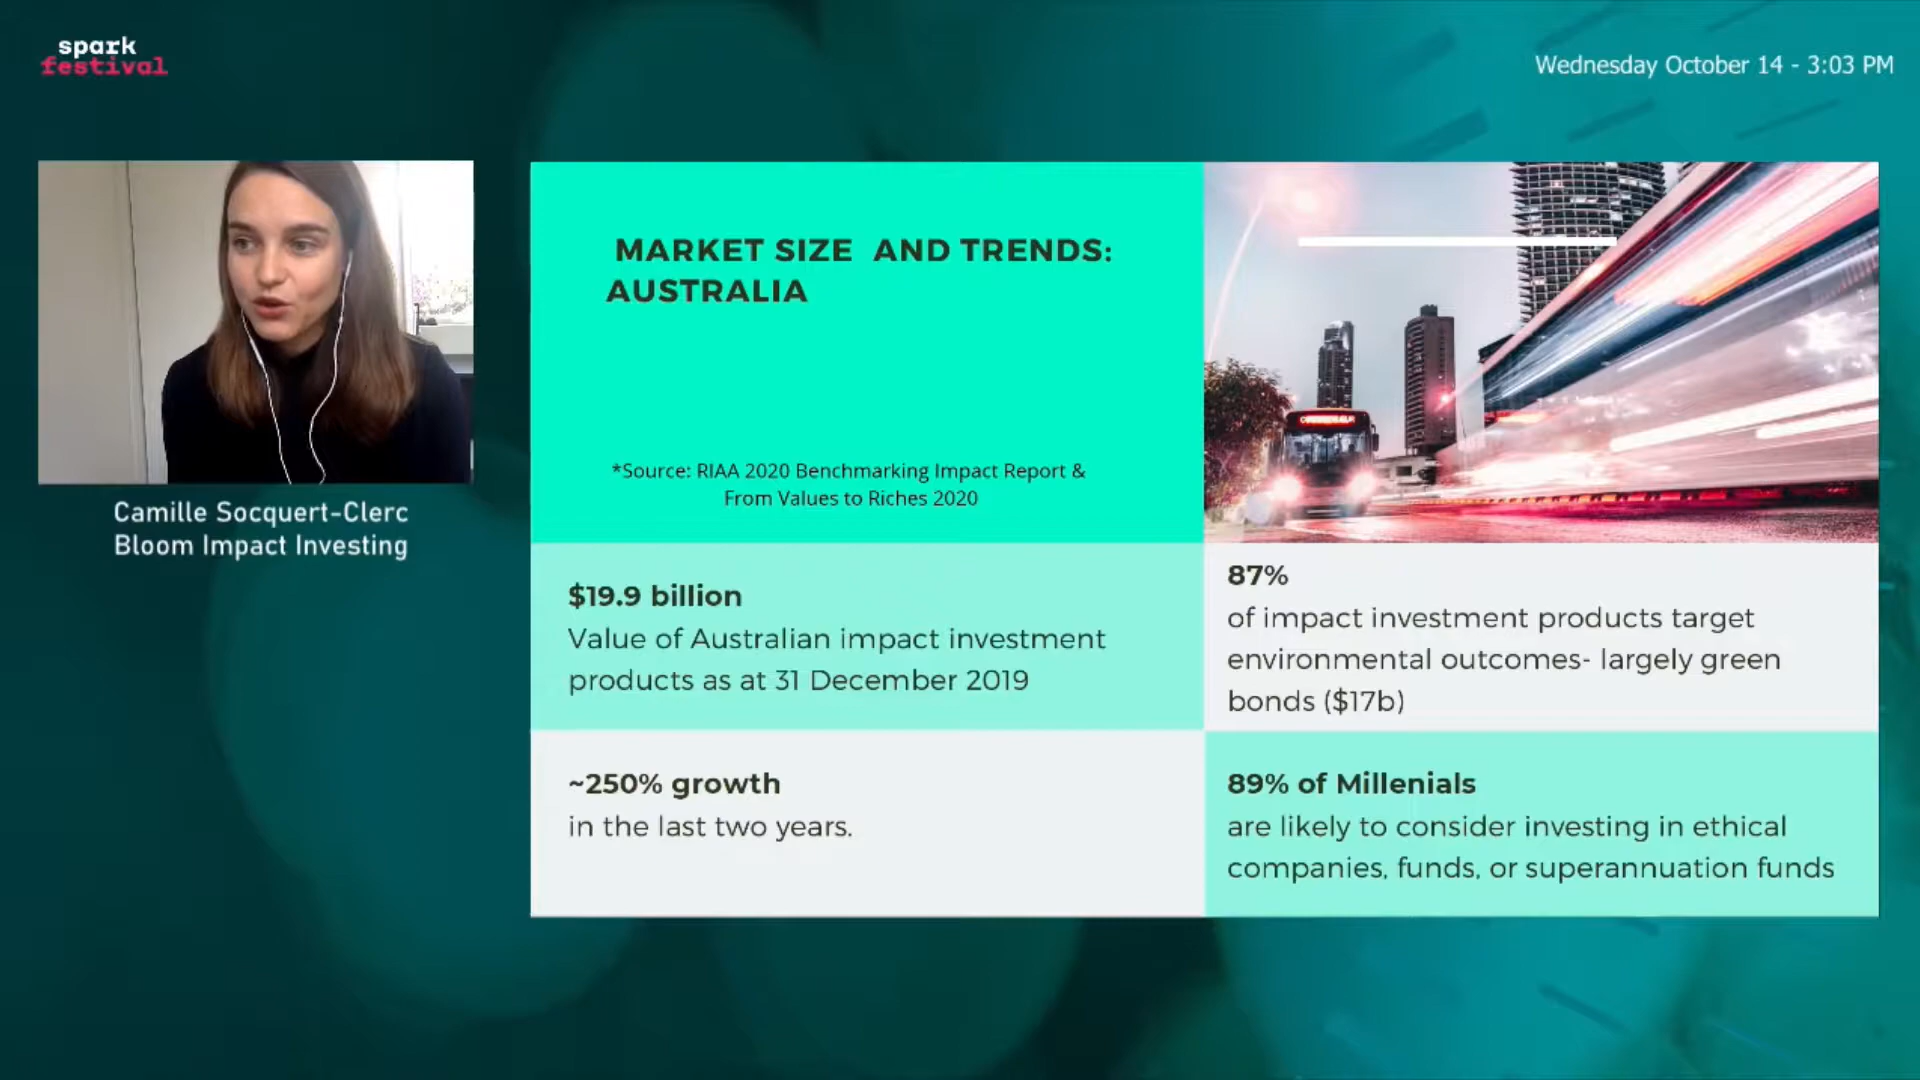 spark
festival
Wednesday October 14 - 3:03 PM
Camille Socquert-Clerc
Bloom Impact Investing
MARKET SIZE AND TRENDS:
AUSTRALIA
*Source: RIAA 2020 Benchmarking Impact Report &
From Values to Riches 2020
$19.9 billion
Value of Australian impact investment
products as at 31 December 2019
87%
of impact investment products target
environmental outcomes- largely green
bonds ($17b)
~250% growth
in the last two years.
89% of Millenials
are likely to consider investing in ethical
companies, funds, or superannuation funds